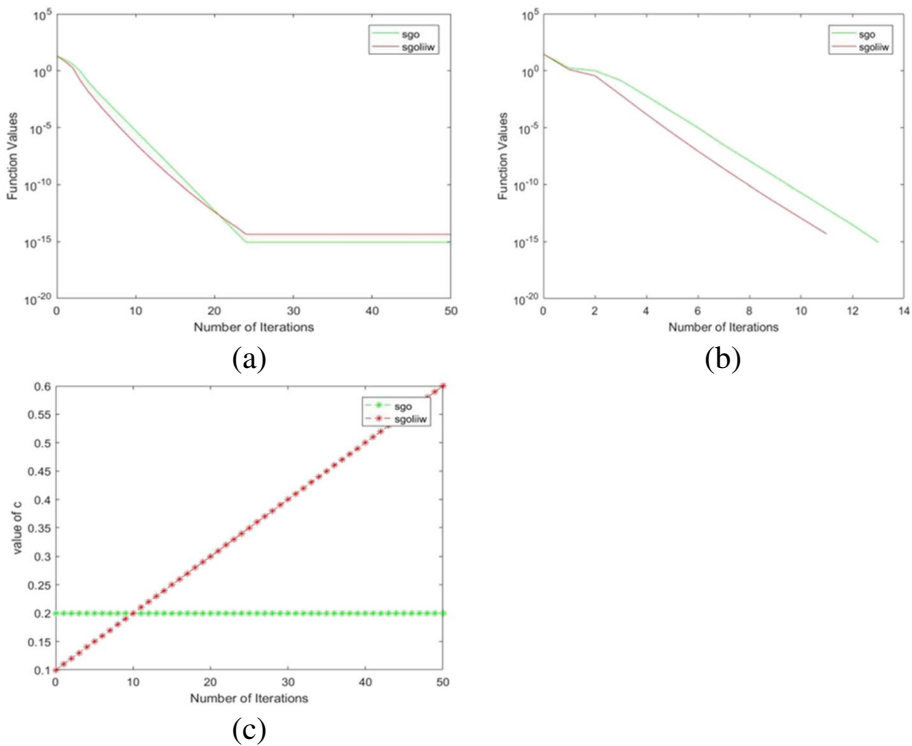 10^5
10^0
10^-5
10^-10
10^-15
10^-20
Function Values
sgo
sgoliiw
0 10 20 30 40 50
Number of Iterations
(a)
10^5
10^0
10^-5
10^-10
10^-15
10^-20
Function Values
sgo
sgoliiw
0 2 4 6 8 10 12 14
Number of Iterations
(b)
0.6
0.55
0.5
0.45
0.4
0.35
0.3
0.25
0.2
0.15
0.1
value of c
sgo
sgoliiw
0 10 20 30 40 50
Number of Iterations
(c)